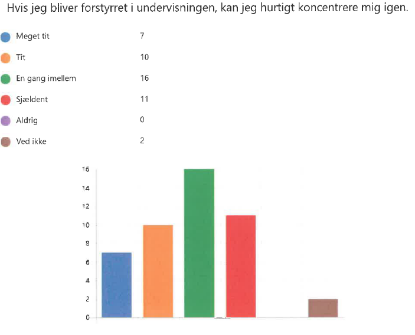 Hvis jeg bliver forstyrret i undervisningen, kan jeg hurtigt koncentrere mig igen.
Meget tit 7
Tit 10
En gang imellem 16
Sjældent 11
Aldrig 0
Ved ikke 2
16
14
12
10
8
6
4
2
0